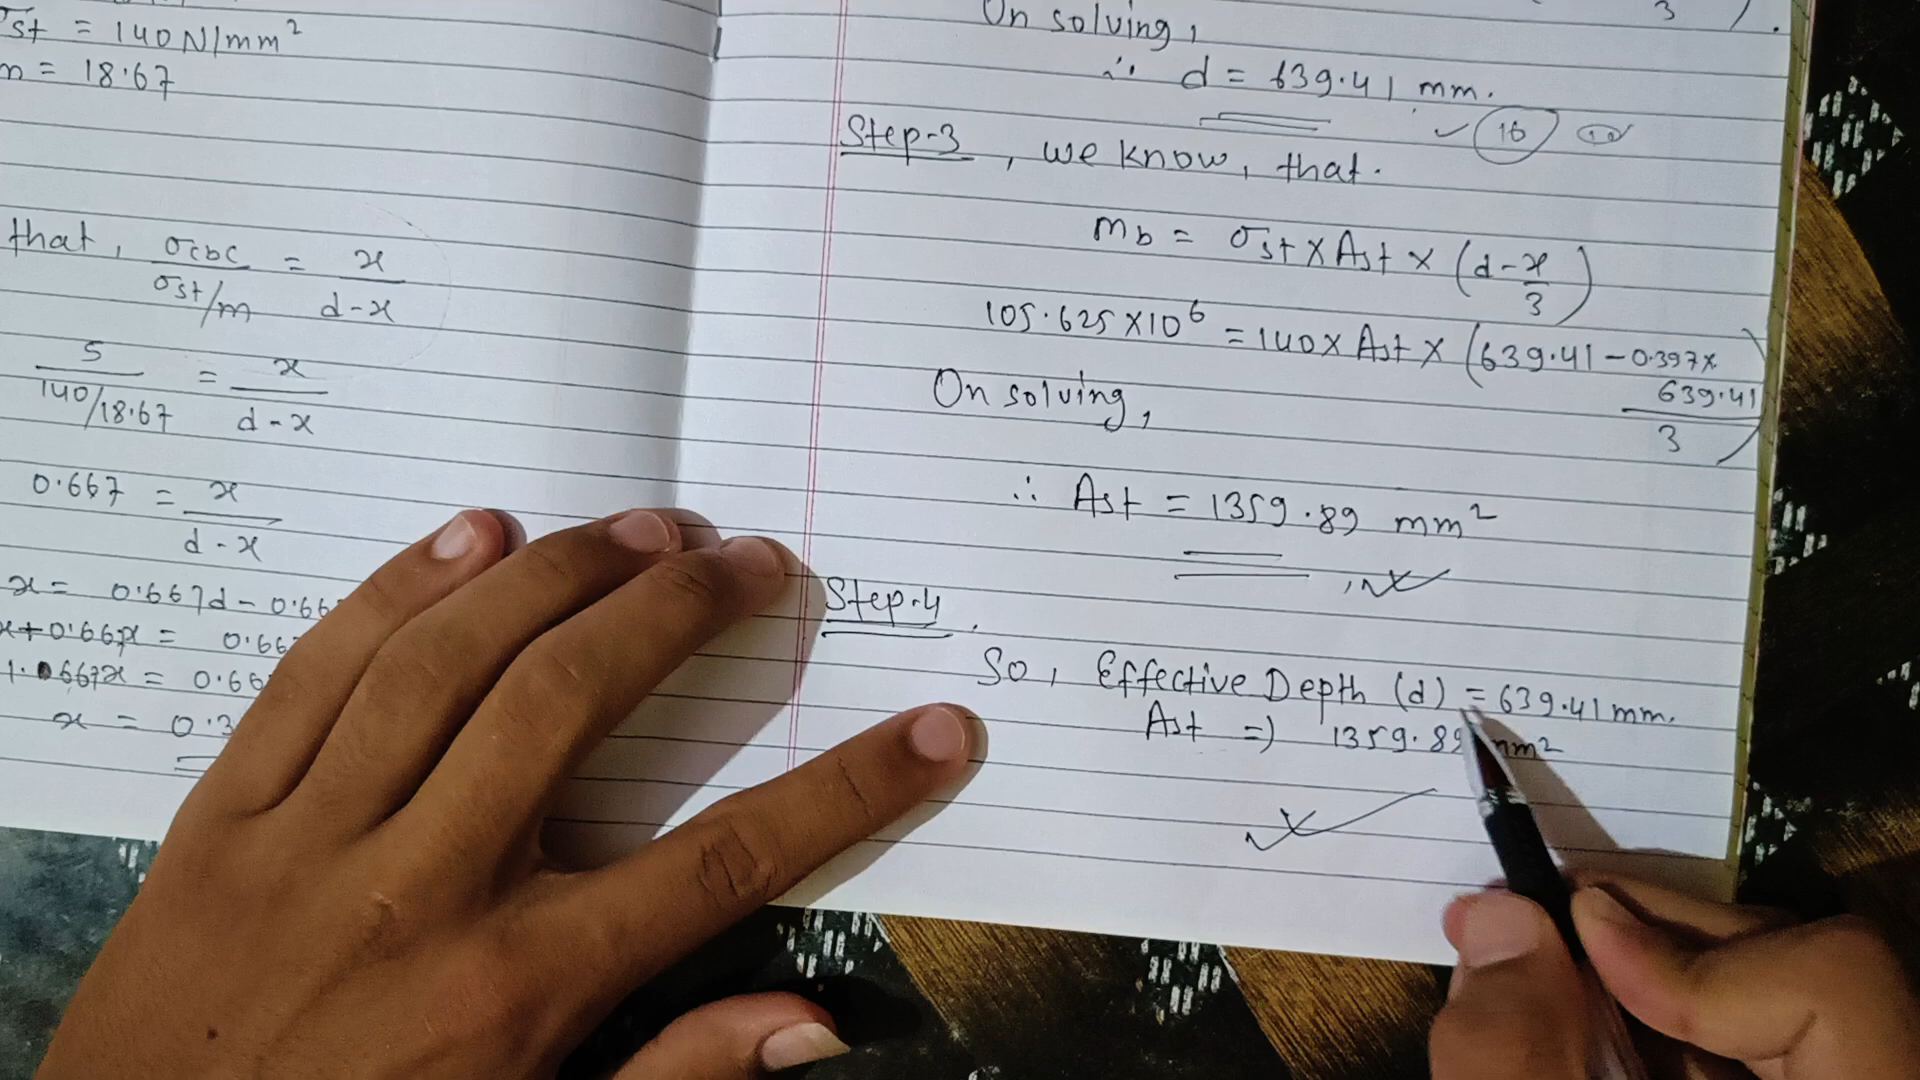 σst = 140 N/mm²
m = 18.67
that, σcbc / (σst/m) = x / (d-x)
5 / (140/18.67) = x / (d-x)
0.667 = x / (d-x)
x = 0.667d - 0.66
x+0.667x = 0.66
1.667x = 0.66
x = 0.3
3 ) .
On solving,
∴ d = 639.41 mm.
16
Step-3, we know, that.
Mb = σst × Ast × (d - x/3)
105.625 × 10⁶ = 140 × Ast × (639.41 - 0.397 × 639.41 / 3)
On solving,
∴ Ast = 1359.89 mm²
Step-4.
So, Effective Depth (d) = 639.41 mm.
Ast => 1359.89 mm²